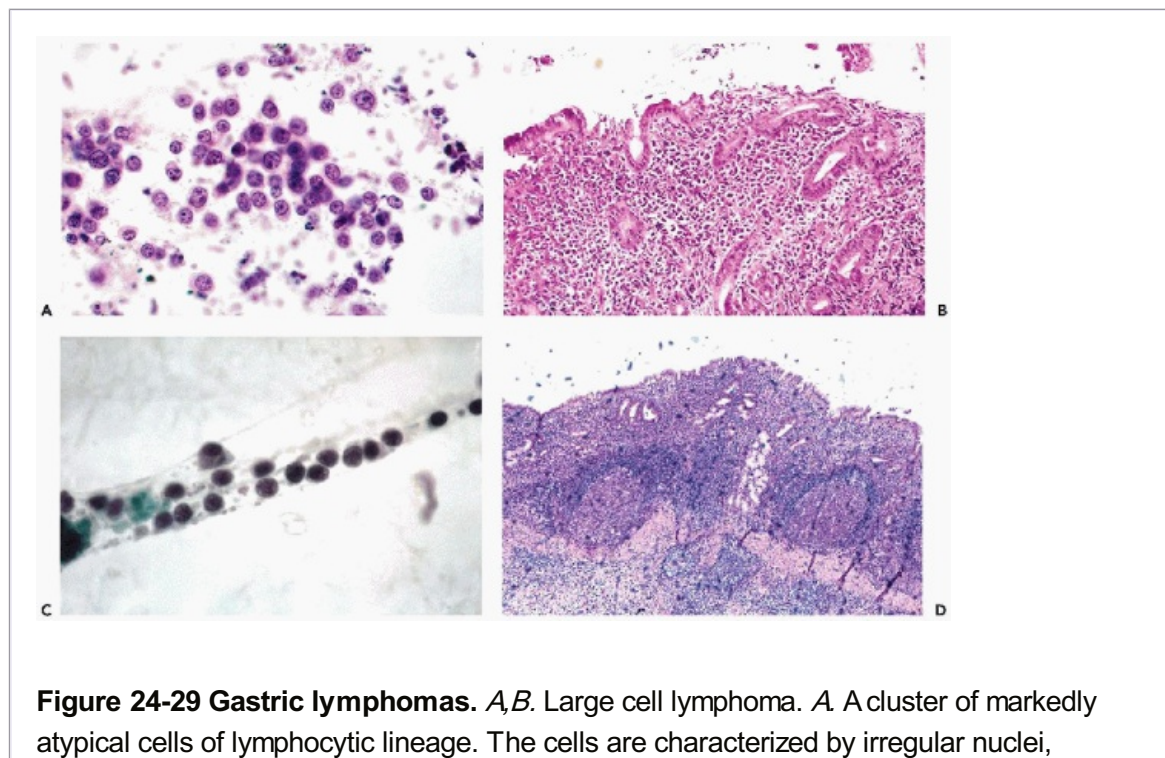 A
B
C
D
Figure 24-29 Gastric lymphomas. A,B. Large cell lymphoma. A. A cluster of markedly
atypical cells of lymphocytic lineage. The cells are characterized by irregular nuclei,